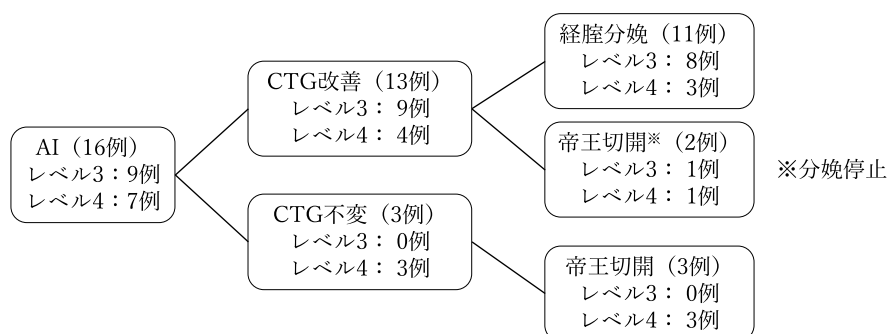 AI（16例）
レベル3：9例
レベル4：7例
CTG改善（13例）
レベル3： 9例
レベル4： 4例
CTG不変（3例）
レベル3： 0例
レベル4： 3例
経腟分娩（11例）
レベル3： 8例
レベル4： 3例
帝王切開※（2例）
レベル3： 1例
レベル4： 1例
※分娩停止
帝王切開（3例）
レベル3： 0例
レベル4： 3例